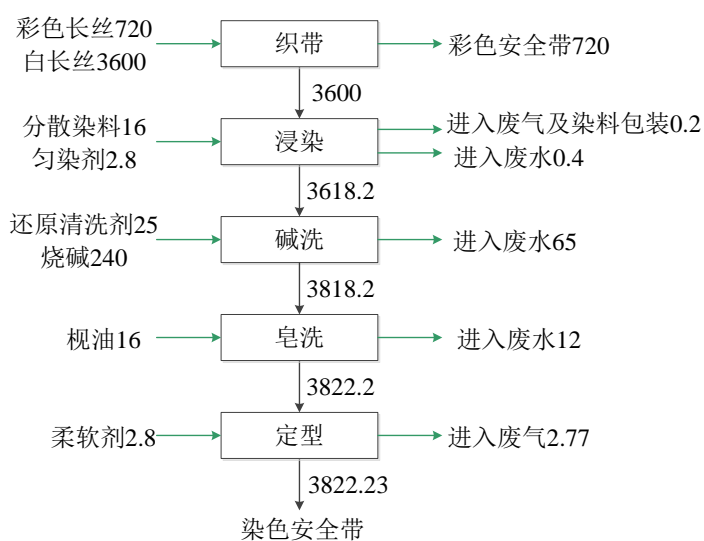 彩色长丝720
白长丝3600
织带
彩色安全带720
3600
分散染料16
匀染剂2.8
浸染
进入废气及染料包装0.2
进入废水0.4
3618.2
还原清洗剂25
烧碱240
碱洗
进入废水65
3818.2
枧油16
皂洗
进入废水12
3822.2
柔软剂2.8
定型
进入废气2.77
3822.23
染色安全带